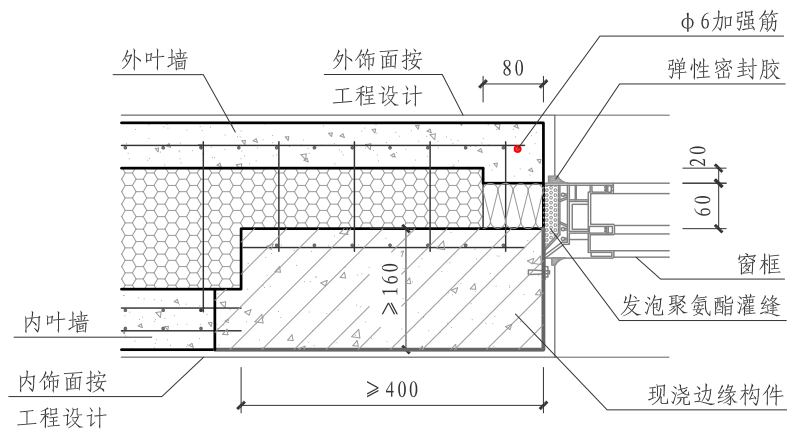 φ6加强筋
外叶墙
外饰面按
工程设计
80
弹性密封胶
20
60
≥160
窗框
发泡聚氨酯灌缝
内叶墙
内饰面按
工程设计
≥400
现浇边缘构件